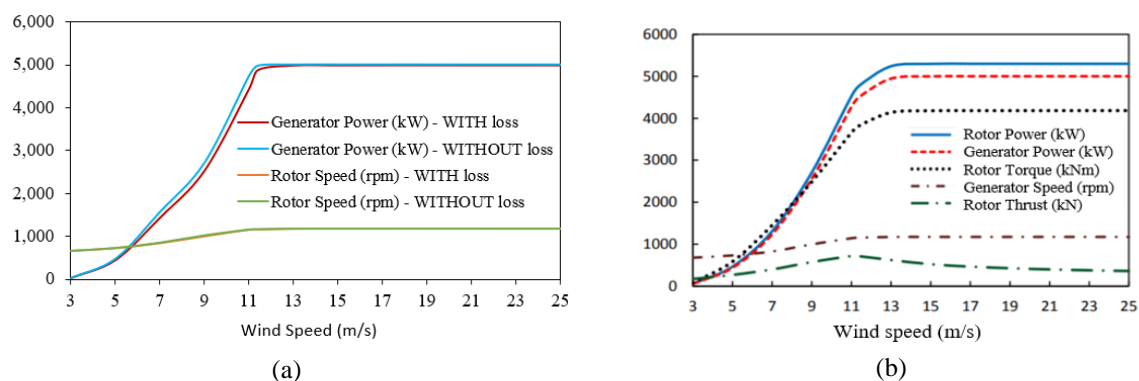 6,000
5,000
4,000
3,000
2,000
1,000
0
Generator Power (kW) - WITH loss
Generator Power (kW) - WITHOUT loss
Rotor Speed (rpm) - WITH loss
Rotor Speed (rpm) - WITHOUT loss
3 5 7 9 11 13 15 17 19 21 23 25
Wind Speed (m/s)
(a)
6000
5000
4000
3000
2000
1000
0
Rotor Power (kW)
Generator Power (kW)
Rotor Torque (kNm)
Generator Speed (rpm)
Rotor Thrust (kN)
3 5 7 9 11 13 15 17 19 21 23 25
Wind speed (m/s)
(b)